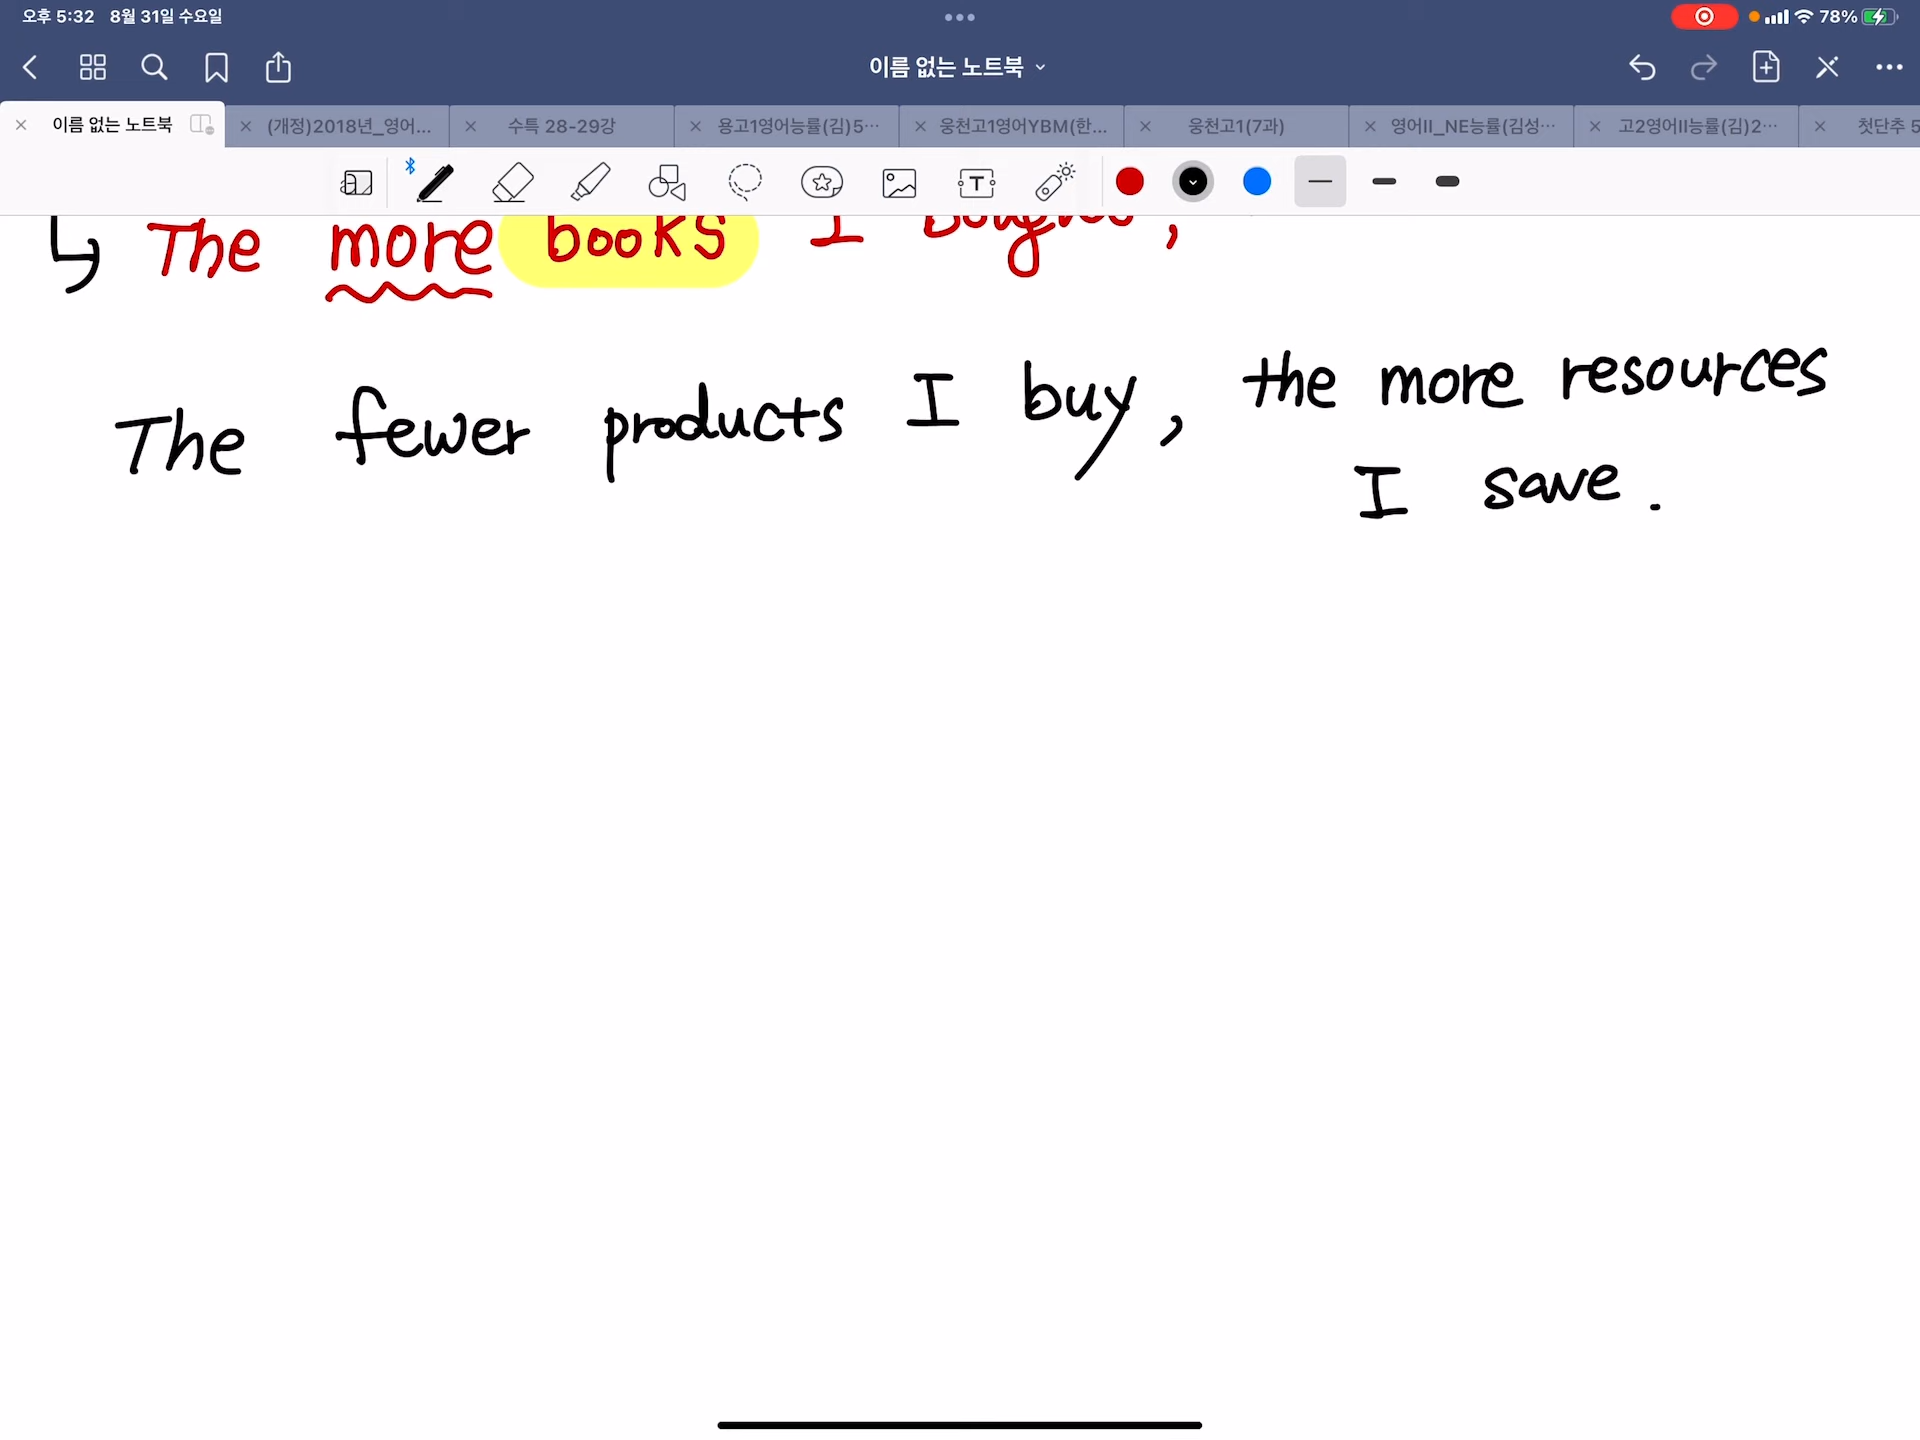 오후 5:32 8월 31일 수요일
78%
이름 없는 노트북
이름 없는 노트북
(개정)2018년_영어...
수특 28-29강
용고1영어능률(김)5...
웅천고1영어YBM(한...
웅천고1(7과)
영어II_NE능률(김성...
고2영어II능률(김)2...
첫단추 5
The more books I bought,
The fewer products I buy, the more resources
I save.